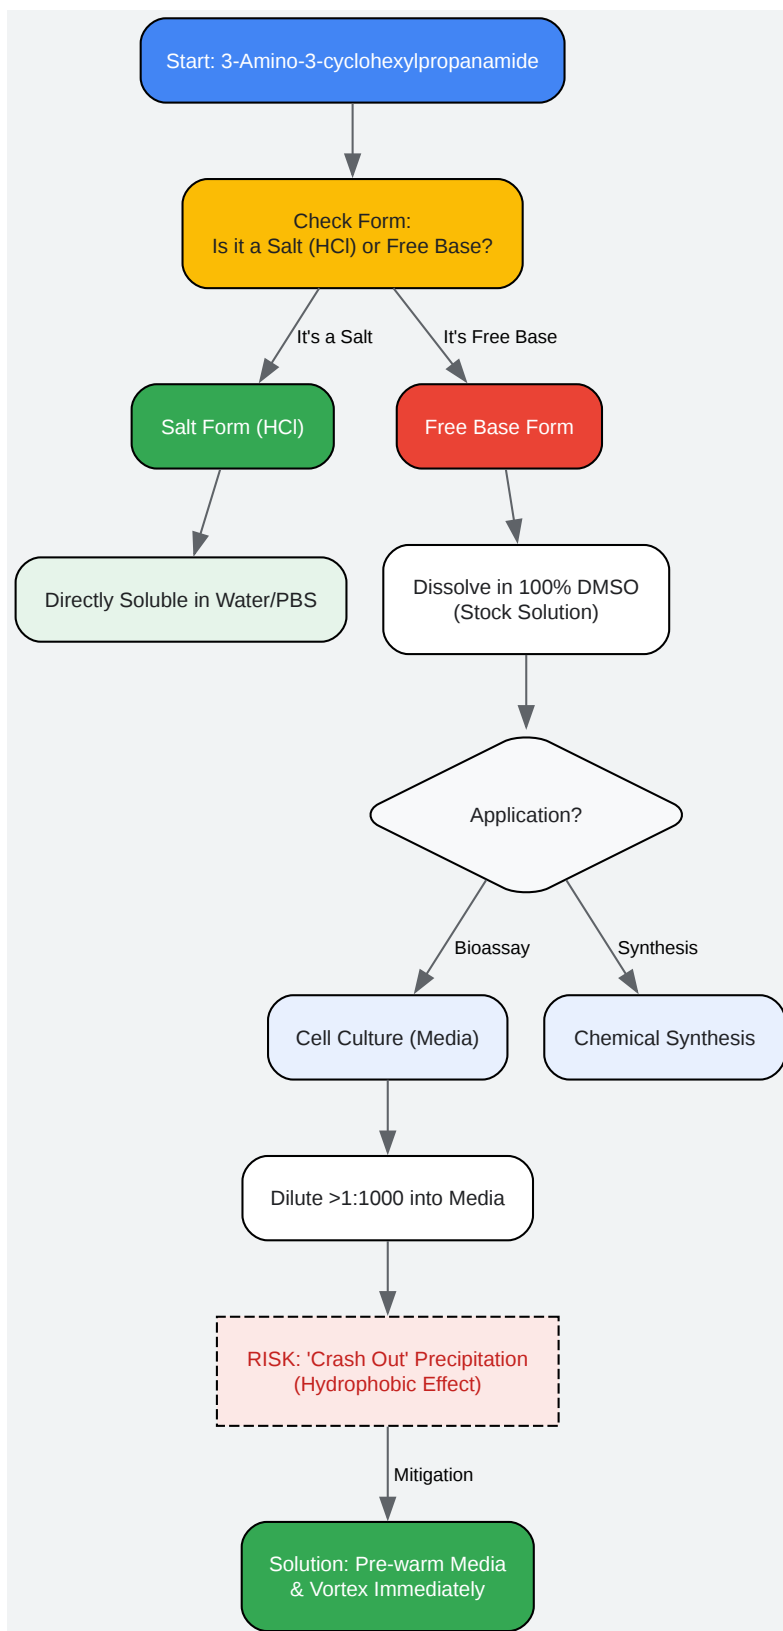 Start: 3-Amino-3-cyclohexylpropanamide
Check Form:
Is it a Salt (HCl) or Free Base?
It's a Salt
It's Free Base
Salt Form (HCl)
Free Base Form
Directly Soluble in Water/PBS
Dissolve in 100% DMSO
(Stock Solution)
Application?
Bioassay
Synthesis
Cell Culture (Media)
Chemical Synthesis
Dilute >1:1000 into Media
RISK: 'Crash Out' Precipitation
(Hydrophobic Effect)
Mitigation
Solution: Pre-warm Media
& Vortex Immediately